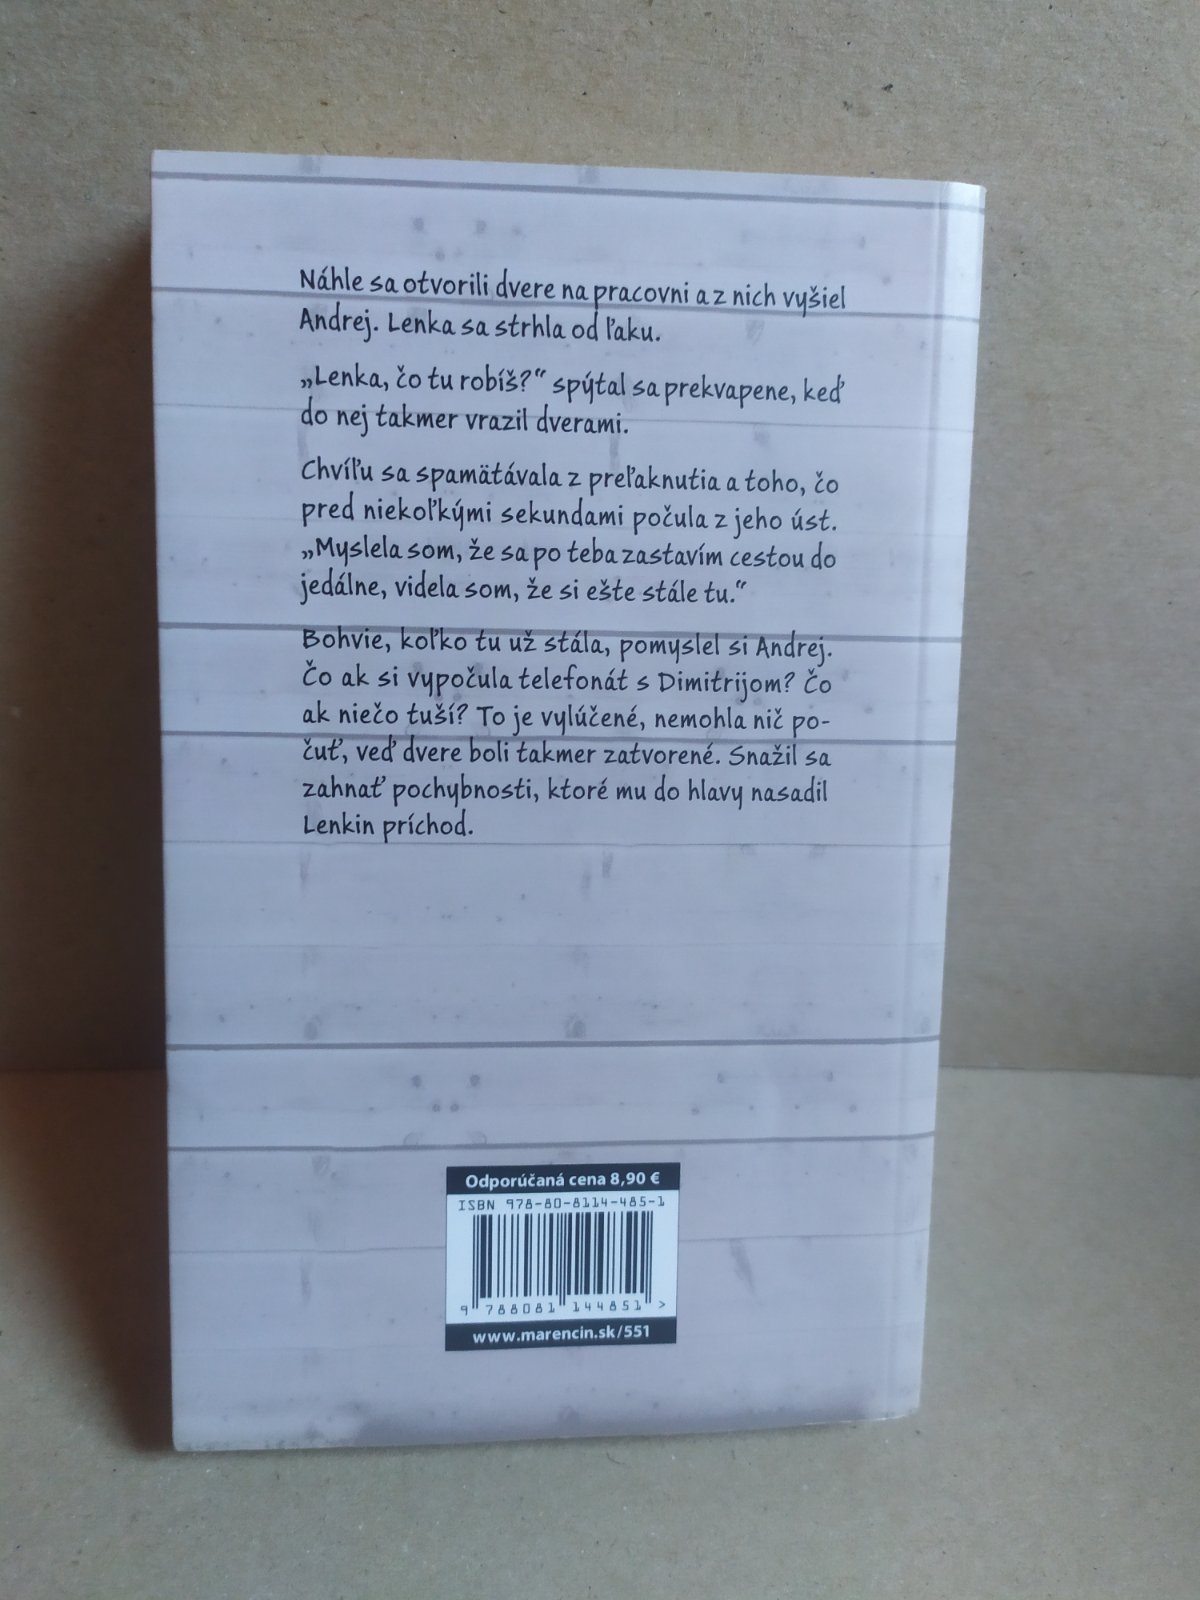 Náhle sa otvorili dvere na pracovni a z nich vyšiel
Andrej. Lenka sa strhla od ľaku.
„Lenka, čo tu robíš?“ spýtal sa prekvapene, keď
do nej takmer vrazil dverami.
Chvíľu sa spamätávala z preľaknutia a toho, čo
pred niekoľkými sekundami počula z jeho úst.
„Myslela som, že sa po teba zastavím cestou do
jedálne, videla som, že si ešte stále tu.“
Bohvie, koľko tu už stála, pomyslel si Andrej.
Čo ak si vypočula telefonát s Dimitrijom? Čo
ak niečo tuší? To je vylúčené, nemohla nič po-
čuť, veď dvere boli takmer zatvorené. Snažil sa
zahnať pochybnosti, ktoré mu do hlavy nasadil
Lenkin príchod.
Odporúčaná cena 8,90 €
ISBN 978-80-8114-485-1
9 788081 144851 >
www.marencin.sk/551